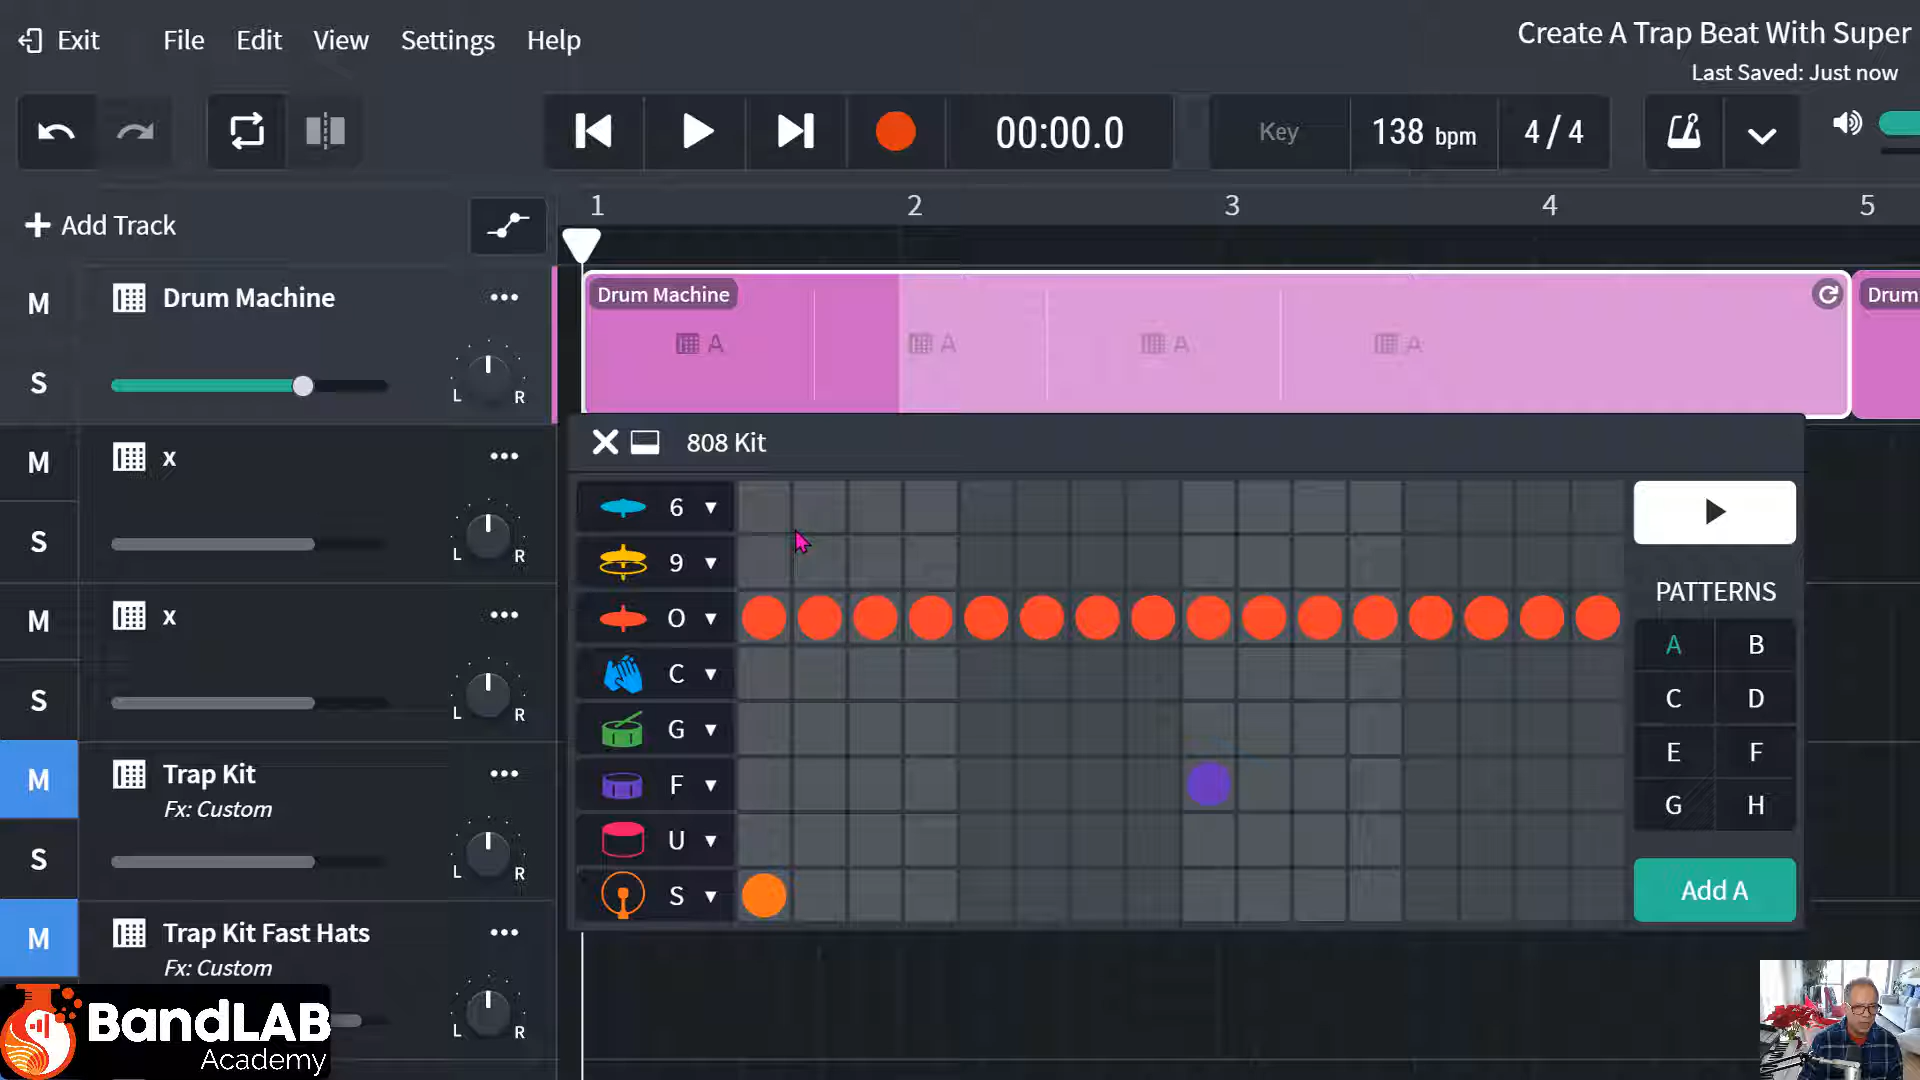 Exit File Edit View Settings Help
Create A Trap Beat With Super
Last Saved: Just now
00:00.0 Key 138 bpm 4 / 4
Add Track
1 2 3 4 5
M Drum Machine
S
L R
Drum Machine
A A A A
Drum
M x
S
L R
M x
S
L R
M Trap Kit
Fx: Custom
S
L R
M Trap Kit Fast Hats
Fx: Custom
L R
808 Kit
6
9
O
C
G
F
U
S
PATTERNS
A B
C D
E F
G H
Add A
BandLAB
Academy